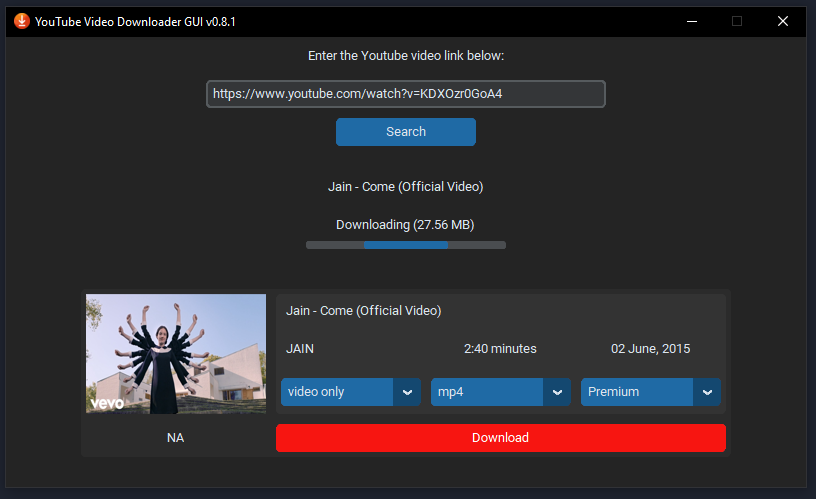 YouTube Video Downloader GUI v0.8.1
Enter the Youtube video link below:
https://www.youtube.com/watch?v=KDXOzr0GoA4
Search
Jain - Come (Official Video)
Downloading (27.56 MB)
Jain - Come (Official Video)
JAIN 2:40 minutes 02 June, 2015
video only mp4 Premium
vevo
NA Download